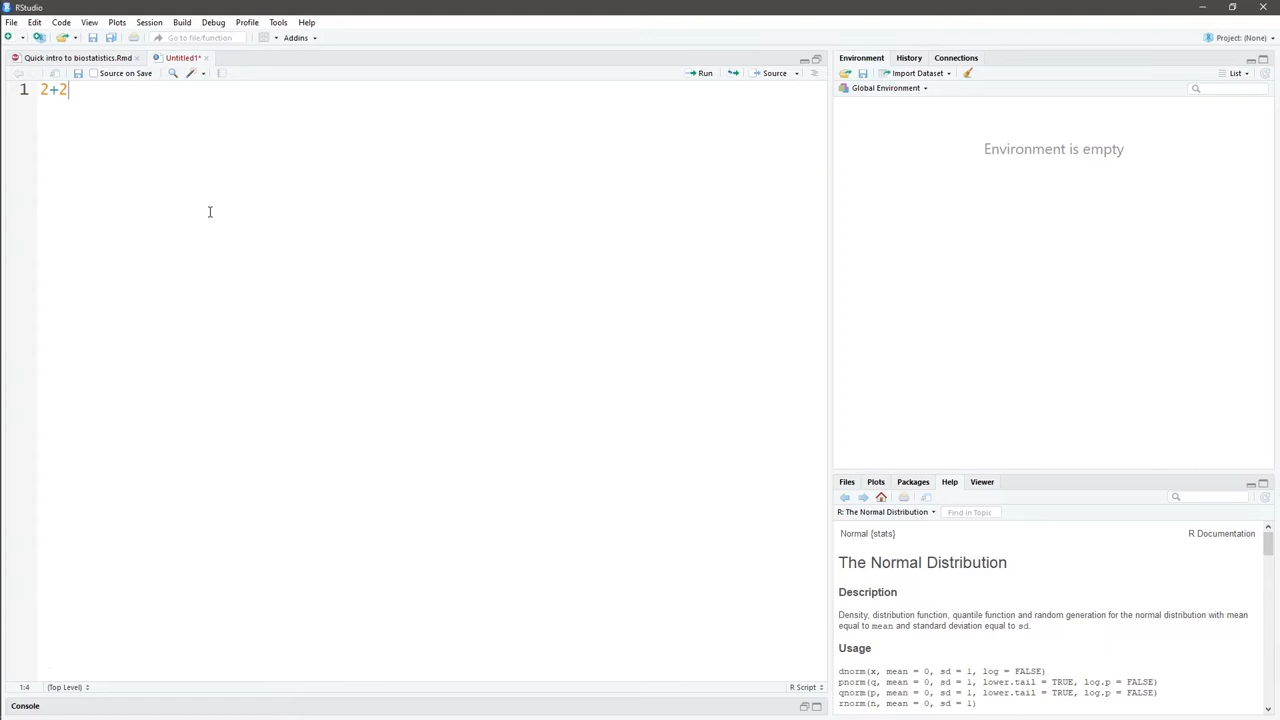 RStudio
File Edit Code View Plots Session Build Debug Profile Tools Help
Go to file/function Addins Project: (None)
Quick intro to biostatistics.Rmd Untitled1*
Source on Save Run Source
1 2+2
1:4 (Top Level) R Script
Console
Environment History Connections
Import Dataset List
Global Environment
Environment is empty
Files Plots Packages Help Viewer
R: The Normal Distribution Find in Topic
Normal {stats} R Documentation
The Normal Distribution
Description
Density, distribution function, quantile function and random generation for the normal distribution with mean
equal to mean and standard deviation equal to sd.
Usage
dnorm(x, mean = 0, sd = 1, log = FALSE)
pnorm(q, mean = 0, sd = 1, lower.tail = TRUE, log.p = FALSE)
qnorm(p, mean = 0, sd = 1, lower.tail = TRUE, log.p = FALSE)
rnorm(n, mean = 0, sd = 1)